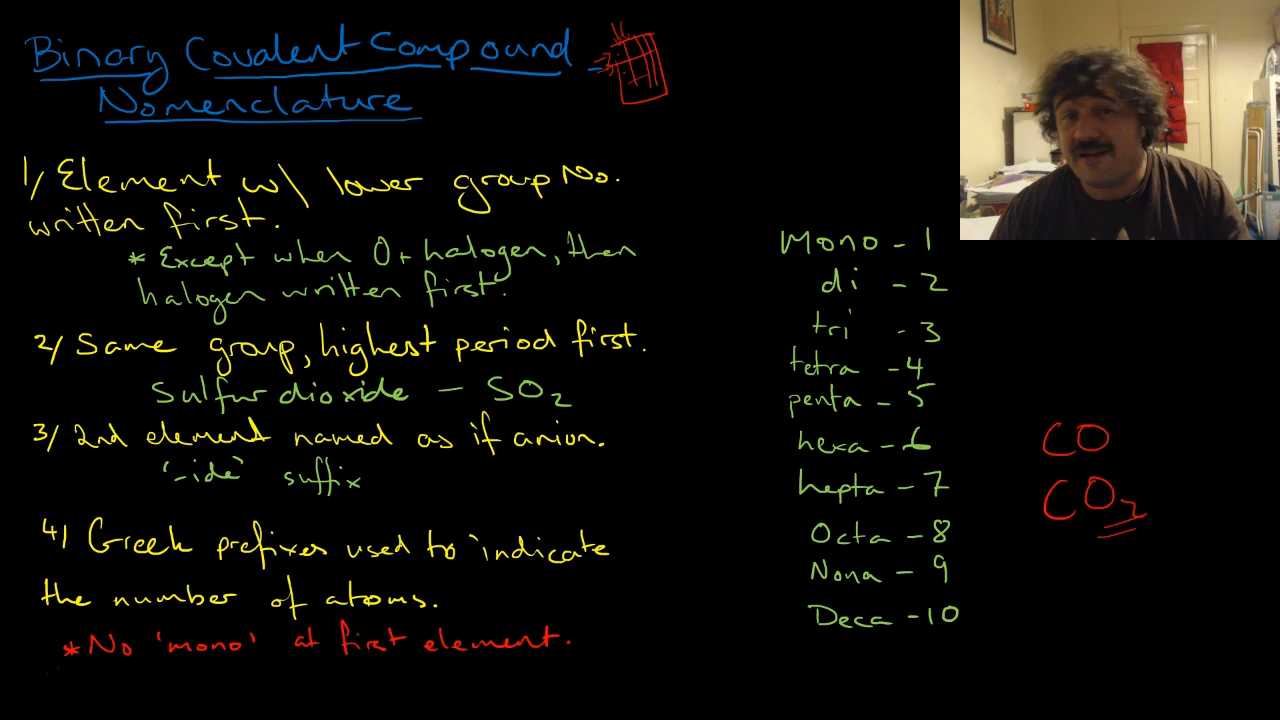 Binary Covalent Compound
Nomenclature
1/ Element w/ lower group No.
written first.
* Except when O + halogen, then
halogen written first.
2/ Same group, highest period first.
Sulfur dioxide - SO2
3/ 2nd element named as if anion.
'-ide' suffix
4/ Greek prefixes used to indicate
the number of atoms.
* No 'mono' at first element.
Mono - 1
di - 2
tri - 3
tetra - 4
penta - 5
hexa - 6
hepta - 7
Octa - 8
Nona - 9
Deca - 10
CO
CO2